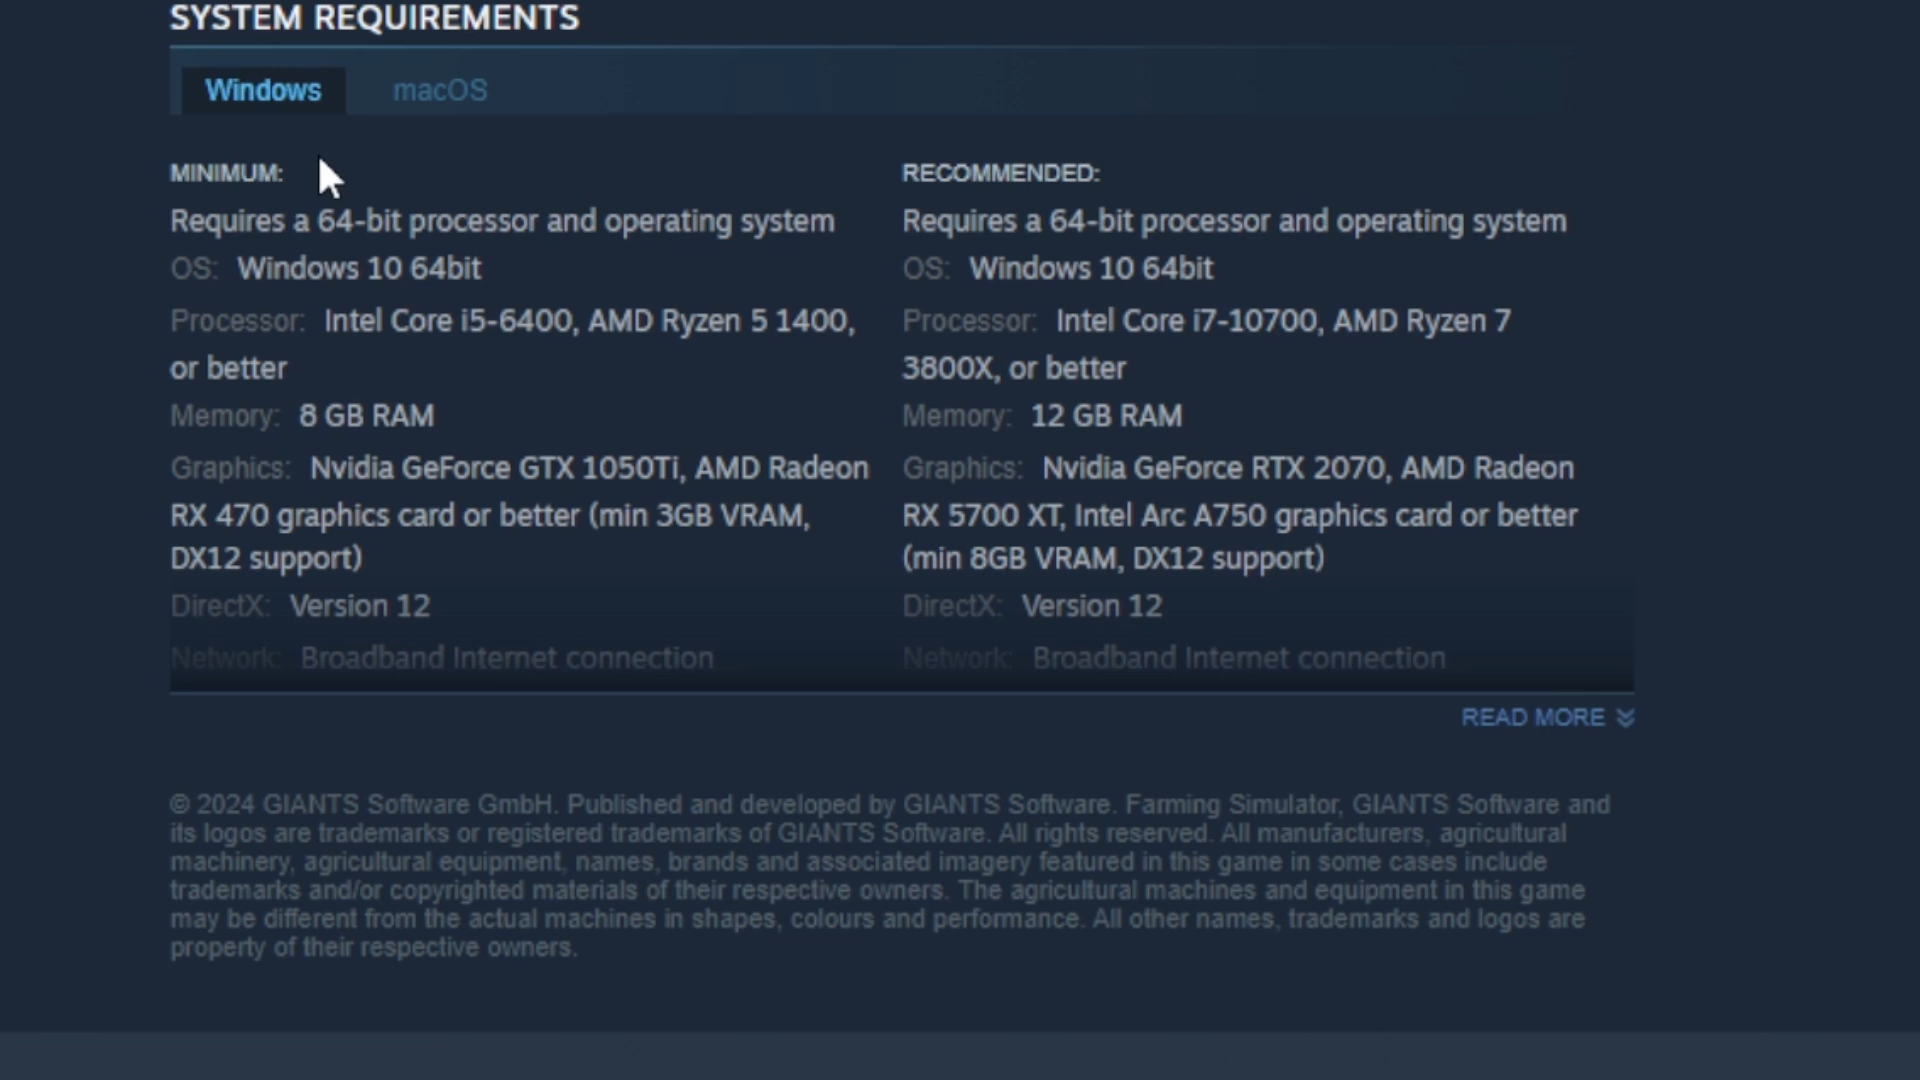 SYSTEM REQUIREMENTS
Windows
macOS
MINIMUM:
Requires a 64-bit processor and operating system
OS: Windows 10 64bit
Processor: Intel Core i5-6400, AMD Ryzen 5 1400,
or better
Memory: 8 GB RAM
Graphics: Nvidia GeForce GTX 1050Ti, AMD Radeon
RX 470 graphics card or better (min 3GB VRAM,
DX12 support)
DirectX: Version 12
Network: Broadband Internet connection
RECOMMENDED:
Requires a 64-bit processor and operating system
OS: Windows 10 64bit
Processor: Intel Core i7-10700, AMD Ryzen 7
3800X, or better
Memory: 12 GB RAM
Graphics: Nvidia GeForce RTX 2070, AMD Radeon
RX 5700 XT, Intel Arc A750 graphics card or better
(min 8GB VRAM, DX12 support)
DirectX: Version 12
Network: Broadband Internet connection
READ MORE
© 2024 GIANTS Software GmbH. Published and developed by GIANTS Software. Farming Simulator, GIANTS Software and
its logos are trademarks or registered trademarks of GIANTS Software. All rights reserved. All manufacturers, agricultural
machinery, agricultural equipment, names, brands and associated imagery featured in this game in some cases include
trademarks and/or copyrighted materials of their respective owners. The agricultural machines and equipment in this game
may be different from the actual machines in shapes, colours and performance. All other names, trademarks and logos are
property of their respective owners.